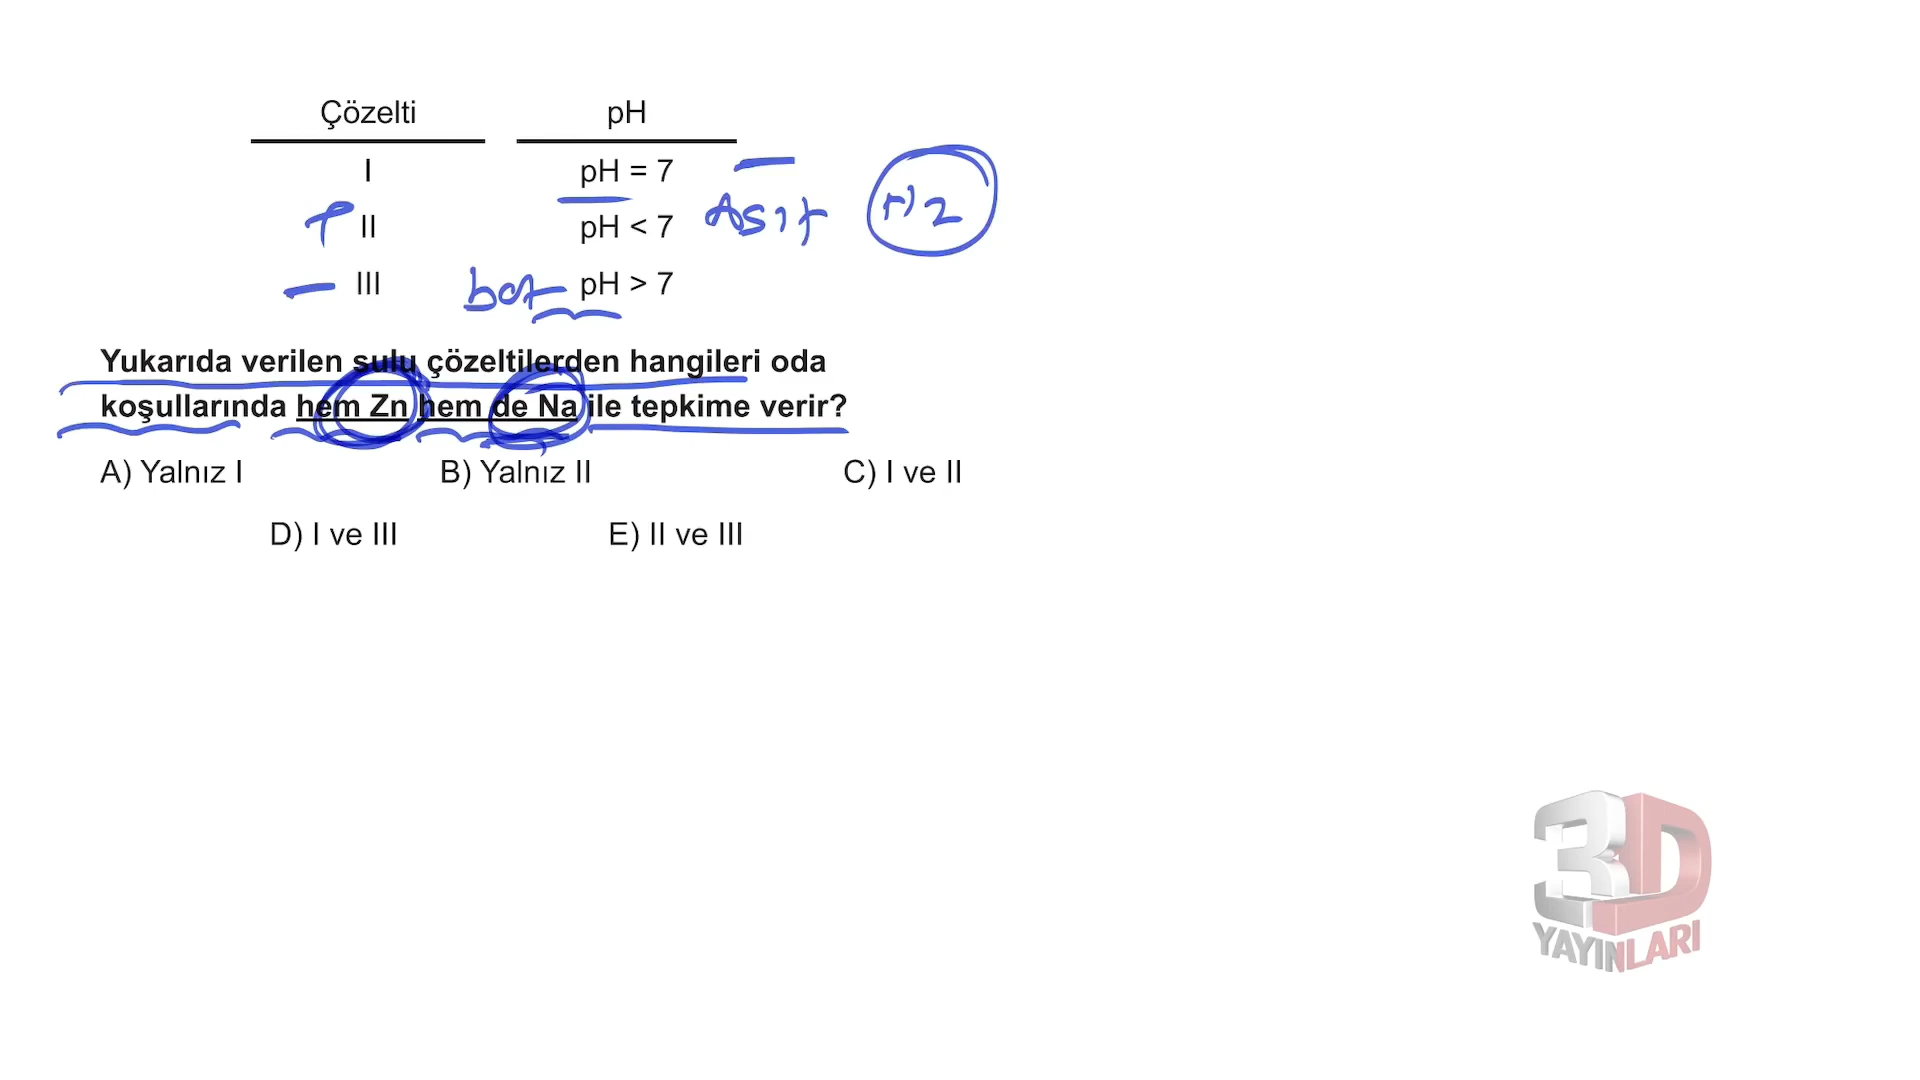 Çözelti pH
I pH = 7
II pH < 7 Asit H2
III baz pH > 7
Yukarıda verilen sulu çözeltilerden hangileri oda
koşullarında hem Zn hem de Na ile tepkime verir?
A) Yalnız I B) Yalnız II C) I ve II
D) I ve III E) II ve III
3D
YAYINLARI